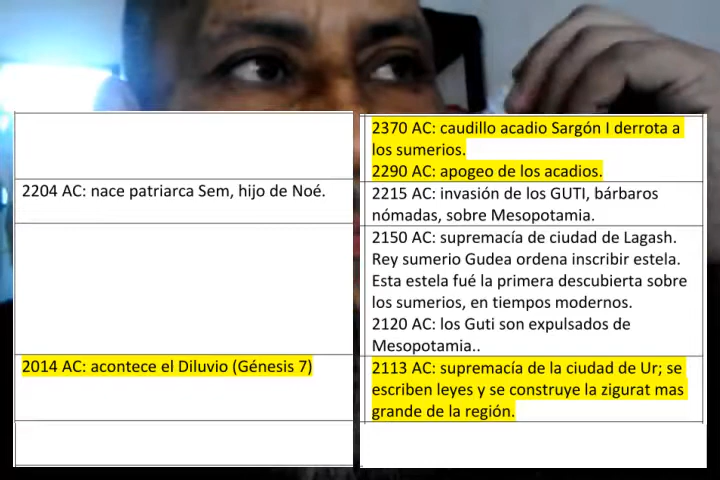 2370 AC: caudillo acadio Sargón I derrota a
los sumerios.
2290 AC: apogeo de los acadios.
2204 AC: nace patriarca Sem, hijo de Noé.
2215 AC: invasión de los GUTI, bárbaros
nómadas, sobre Mesopotamia.
2150 AC: supremacía de ciudad de Lagash.
Rey sumerio Gudea ordena inscribir estela.
Esta estela fué la primera descubierta sobre
los sumerios, en tiempos modernos.
2120 AC: los Guti son expulsados de
Mesopotamia..
2014 AC: acontece el Diluvio (Génesis 7)
2113 AC: supremacía de la ciudad de Ur; se
escriben leyes y se construye la zigurat mas
grande de la región.